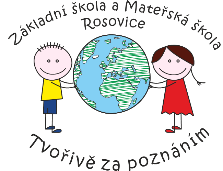 Základní škola a Mateřská škola
Rosovice
Tvořivě za poznáním